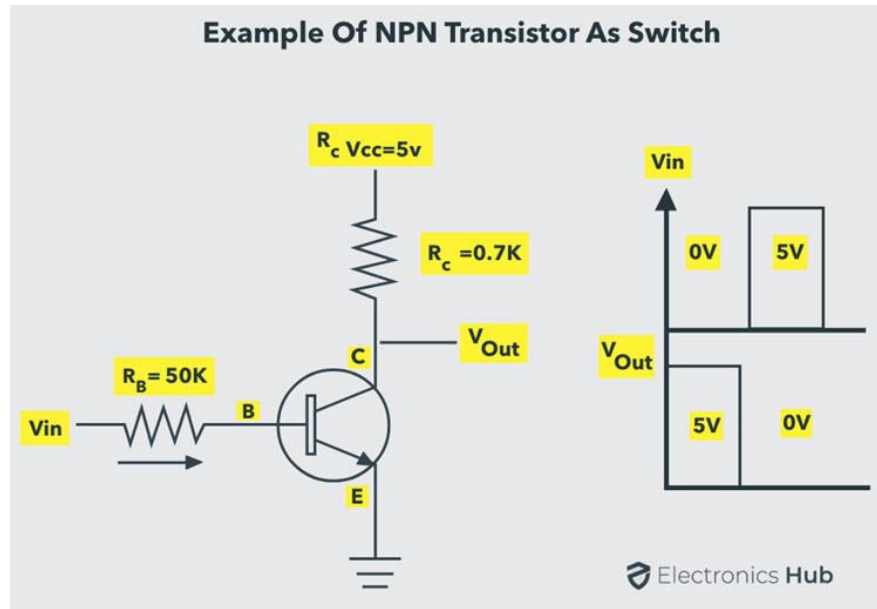 Example Of NPN Transistor As Switch
Rc Vcc=5v
Rc =0.7K
VOut
C
RB= 50K
B
Vin
E
Vin
0V
5V
VOut
5V
0V
Electronics Hub